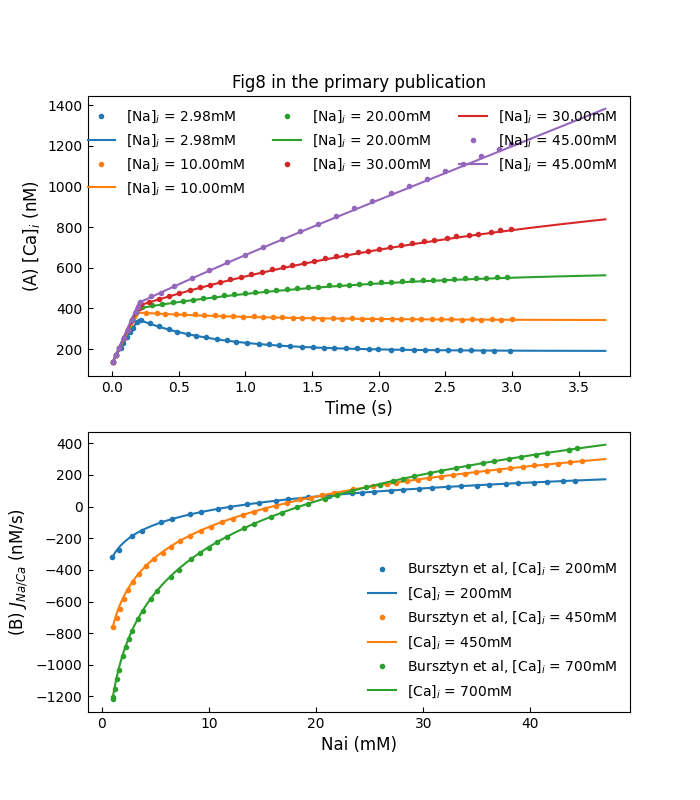 Fig8 in the primary publication
(A) [Ca]ᵢ (nM)
1400
1200
1000
800
600
400
200
[Na]ᵢ = 2.98mM
[Na]ᵢ = 2.98mM
[Na]ᵢ = 10.00mM
[Na]ᵢ = 10.00mM
[Na]ᵢ = 20.00mM
[Na]ᵢ = 20.00mM
[Na]ᵢ = 30.00mM
[Na]ᵢ = 30.00mM
[Na]ᵢ = 45.00mM
[Na]ᵢ = 45.00mM
0.0 0.5 1.0 1.5 2.0 2.5 3.0 3.5
Time (s)
(B) J_{Na/Ca} (nM/s)
400
200
0
−200
−400
−600
−800
−1000
−1200
Bursztyn et al, [Ca]ᵢ = 200mM
[Ca]ᵢ = 200mM
Bursztyn et al, [Ca]ᵢ = 450mM
[Ca]ᵢ = 450mM
Bursztyn et al, [Ca]ᵢ = 700mM
[Ca]ᵢ = 700mM
0 10 20 30 40
Nai (mM)